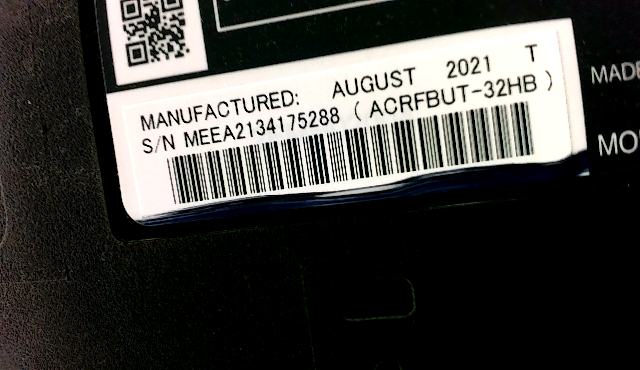 MANUFACTURED: AUGUST 2021 T
S/N MEEA2134175288 (ACRFBUT-32HB)
MADE
MO